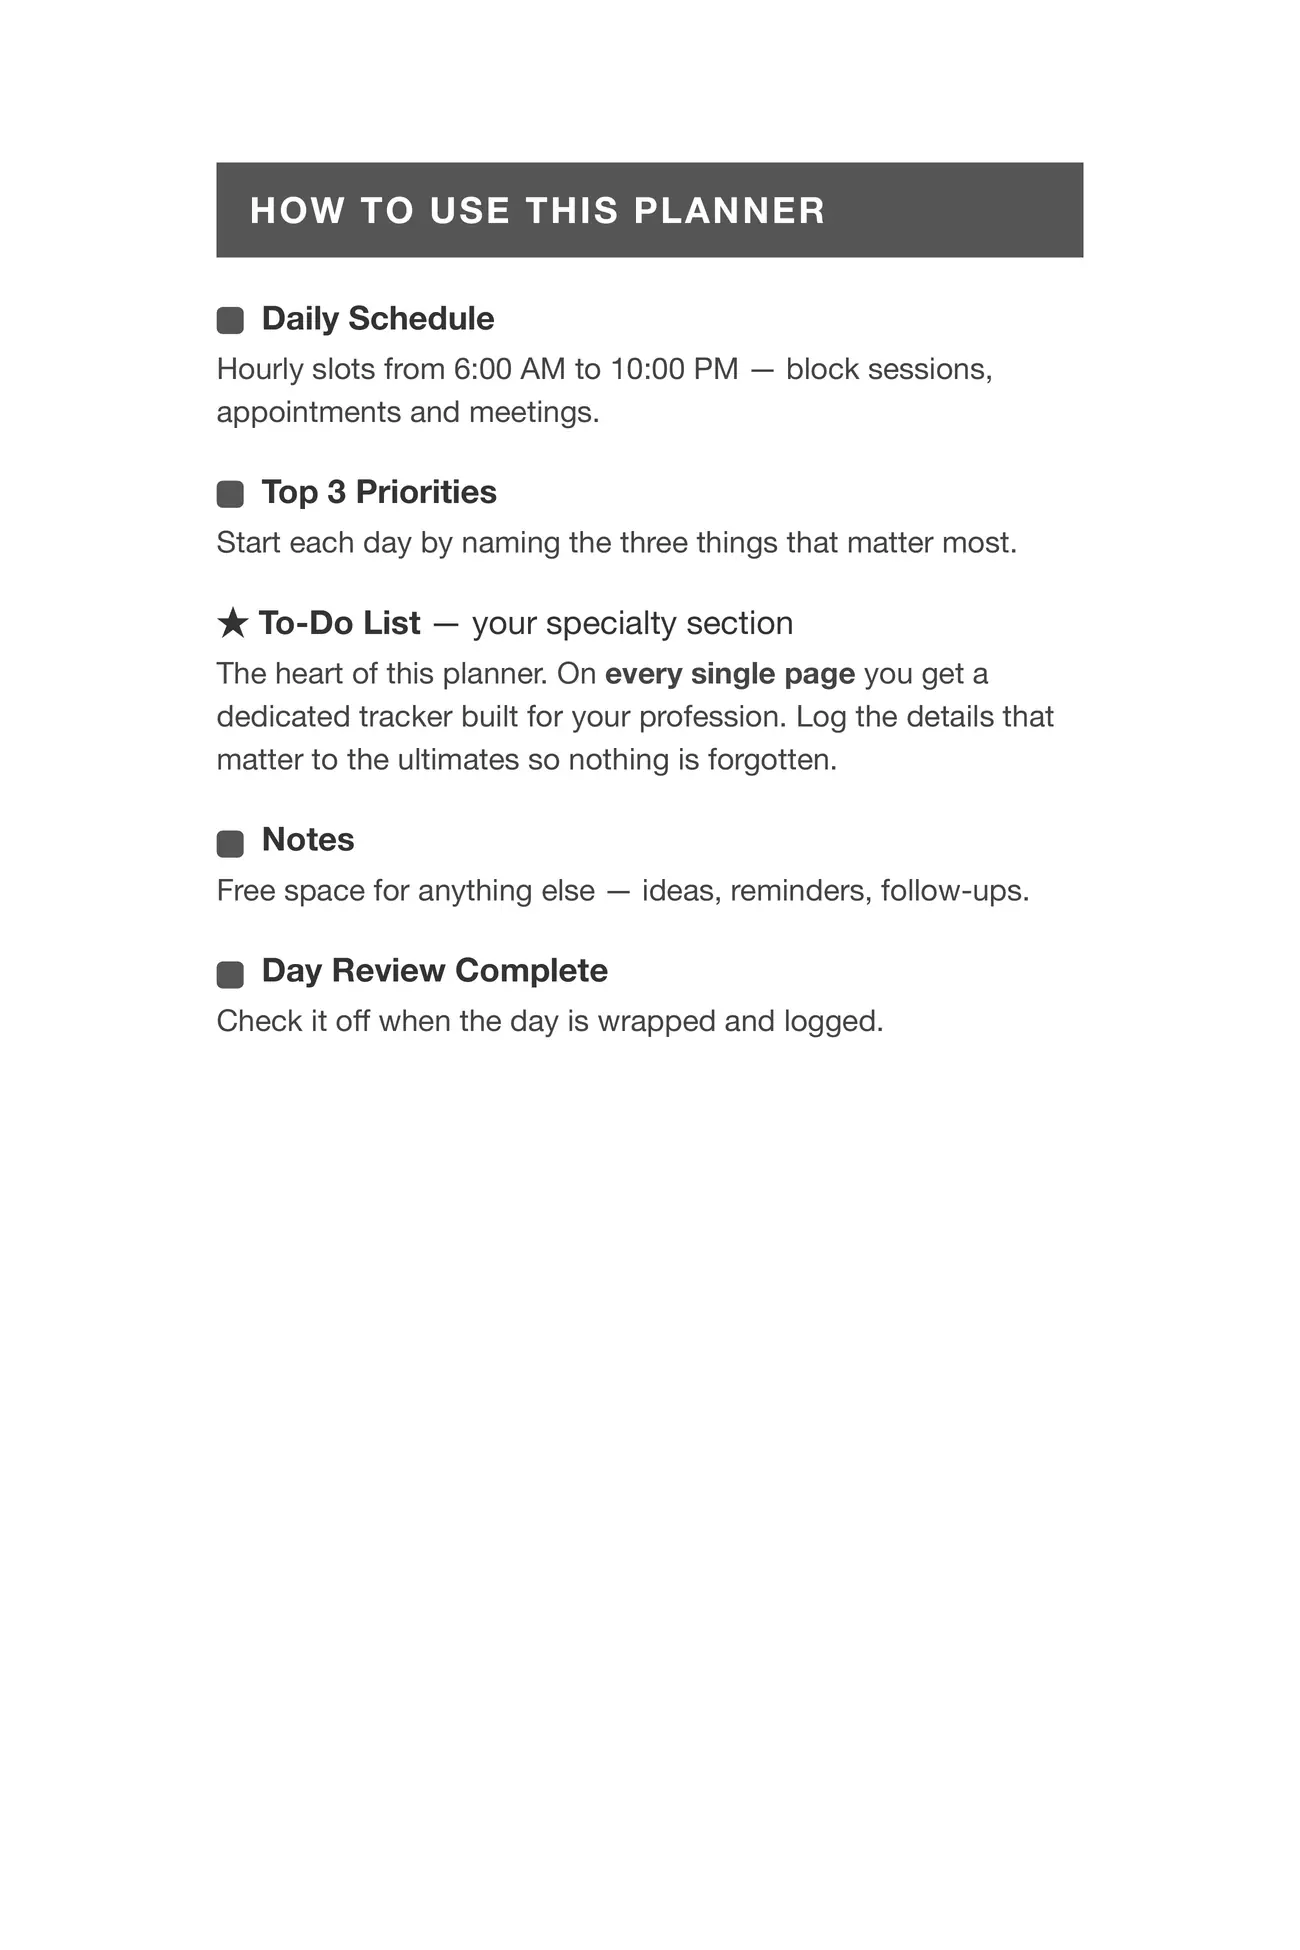 HOW TO USE THIS PLANNER
Daily Schedule
Hourly slots from 6:00 AM to 10:00 PM — block sessions,
appointments and meetings.
Top 3 Priorities
Start each day by naming the three things that matter most.
★ To-Do List — your specialty section
The heart of this planner. On every single page you get a
dedicated tracker built for your profession. Log the details that
matter to the ultimates so nothing is forgotten.
Notes
Free space for anything else — ideas, reminders, follow-ups.
Day Review Complete
Check it off when the day is wrapped and logged.